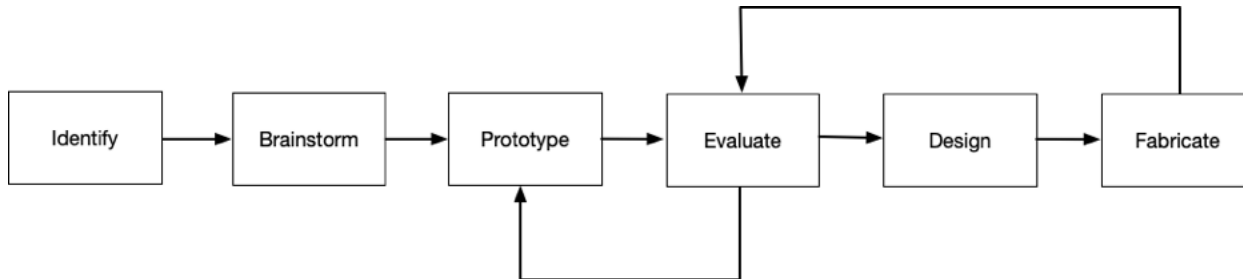 Identify
Brainstorm
Prototype
Evaluate
Design
Fabricate